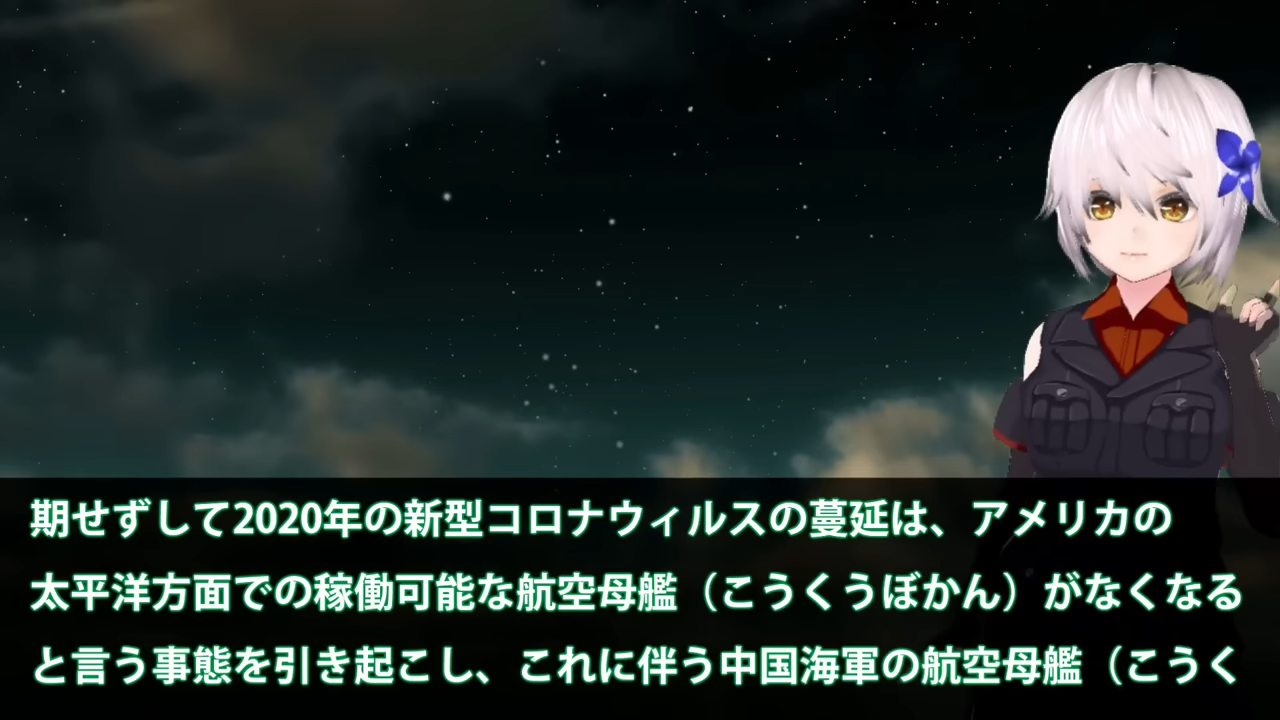 期せずして2020年の新型コロナウィルスの蔓延は、アメリカの
太平洋方面での稼働可能な航空母艦（こうくうぼかん）がなくなる
と言う事態を引き起こし、これに伴う中国海軍の航空母艦（こうく